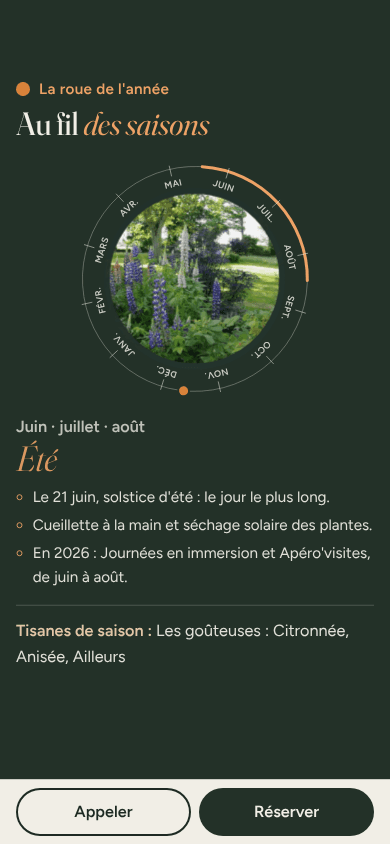 La roue de l'année
Au fil des saisons
MAI
JUIN
JUIL.
AOÛT
SEPT.
OCT.
NOV.
DÉC.
JANV.
FÉVR.
MARS
AVR.
Juin · juillet · août
Été
Le 21 juin, solstice d'été : le jour le plus long.
Cueillette à la main et séchage solaire des plantes.
En 2026 : Journées en immersion et Apéro'visites,
de juin à août.
Tisanes de saison : Les goûteuses : Citronnée,
Anisée, Ailleurs
Appeler
Réserver